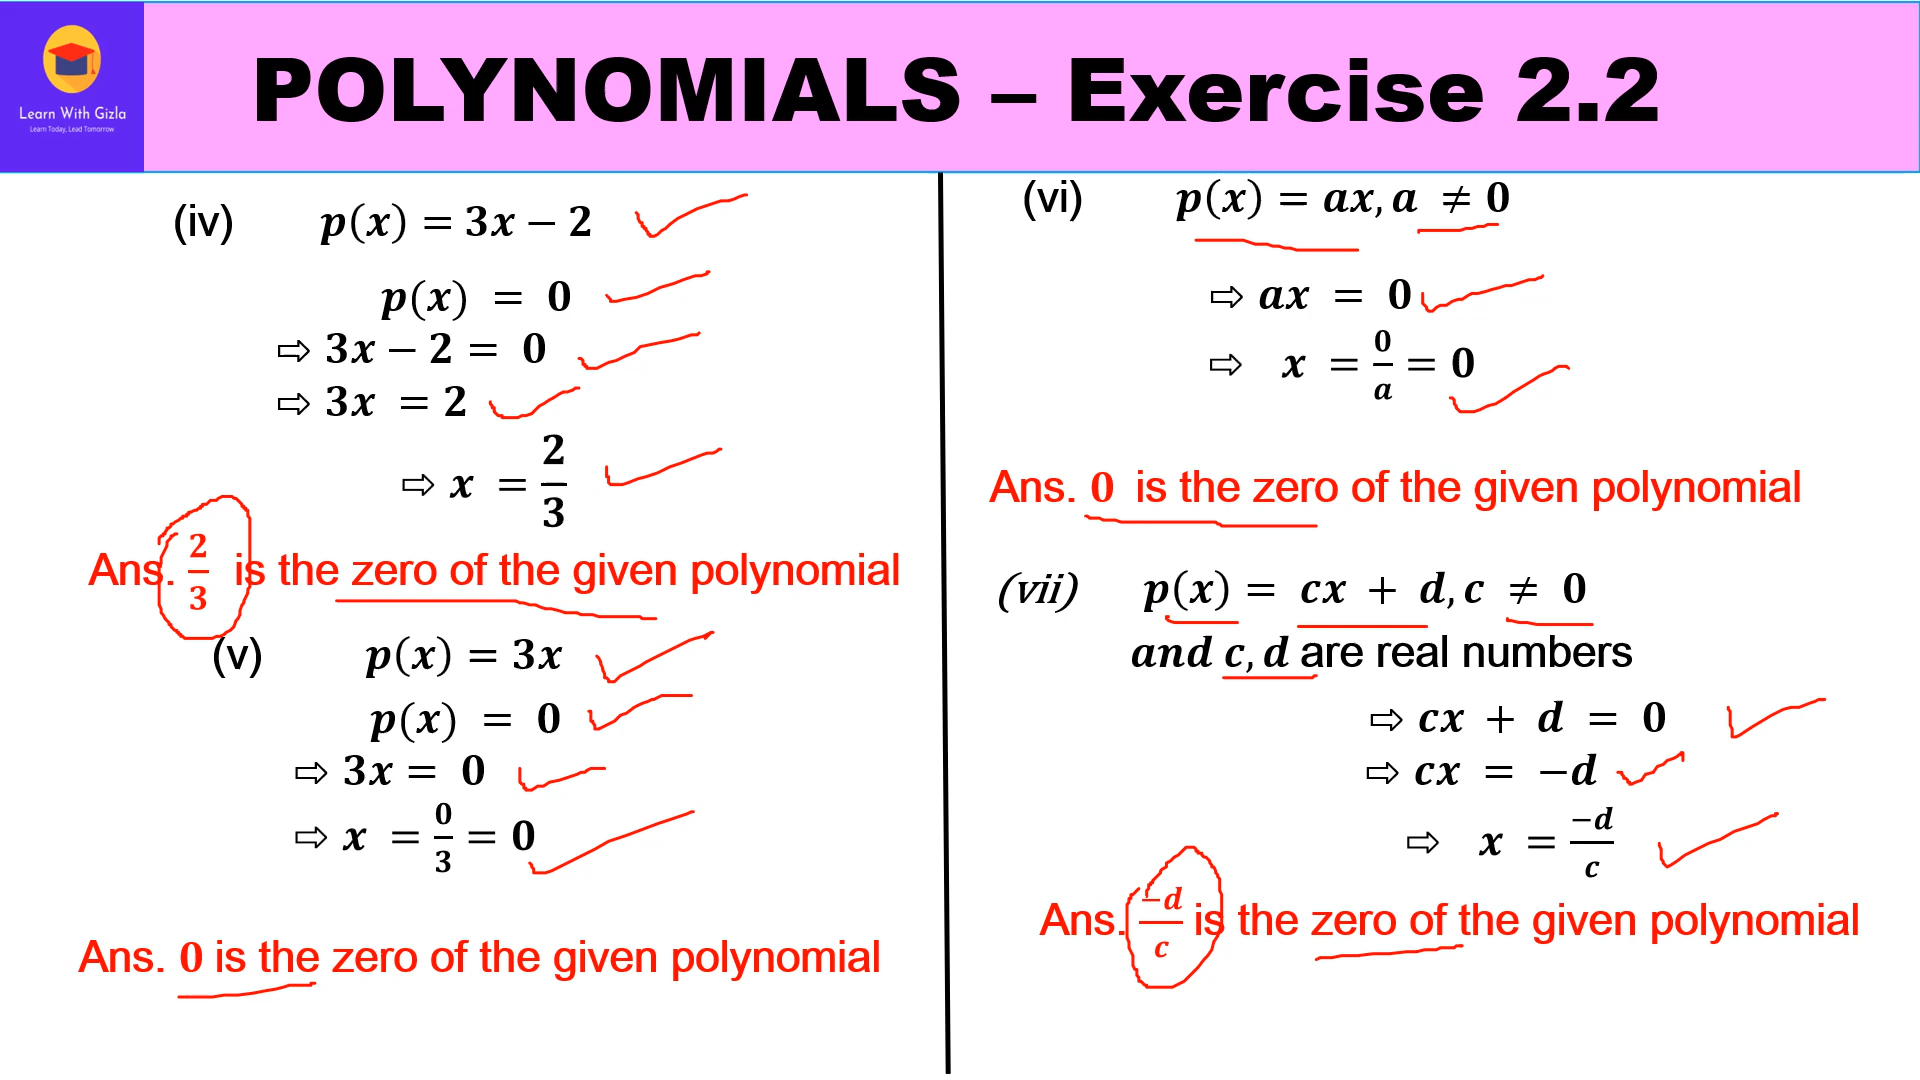 Learn With Gizla
Learn Today, Lead Tomorrow
POLYNOMIALS – Exercise 2.2
(iv) p(x) = 3x − 2
p(x) = 0
⇨ 3x − 2 = 0
⇨ 3x = 2
⇨ x = 2/3
Ans. 2/3 is the zero of the given polynomial
(v) p(x) = 3x
p(x) = 0
⇨ 3x = 0
⇨ x = 0/3 = 0
Ans. 0 is the zero of the given polynomial
(vi) p(x) = ax, a ≠ 0
⇨ ax = 0
⇨ x = 0/a = 0
Ans. 0 is the zero of the given polynomial
(vii) p(x) = cx + d, c ≠ 0
and c, d are real numbers
⇨ cx + d = 0
⇨ cx = −d
⇨ x = −d/c
Ans. −d/c is the zero of the given polynomial